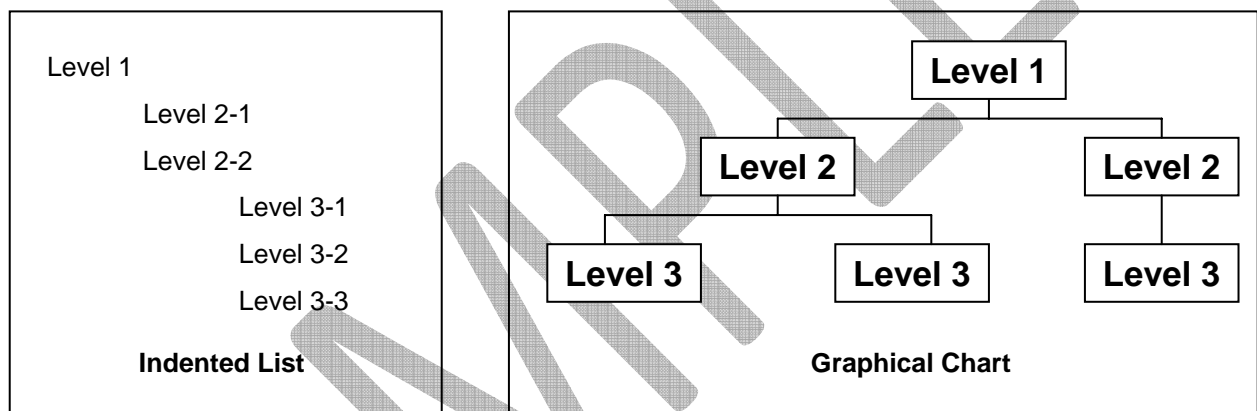 Level 1
Level 2-1
Level 2-2
Level 3-1
Level 3-2
Level 3-3
Indented List
Level 1
Level 2 Level 2
Level 3 Level 3 Level 3
Graphical Chart